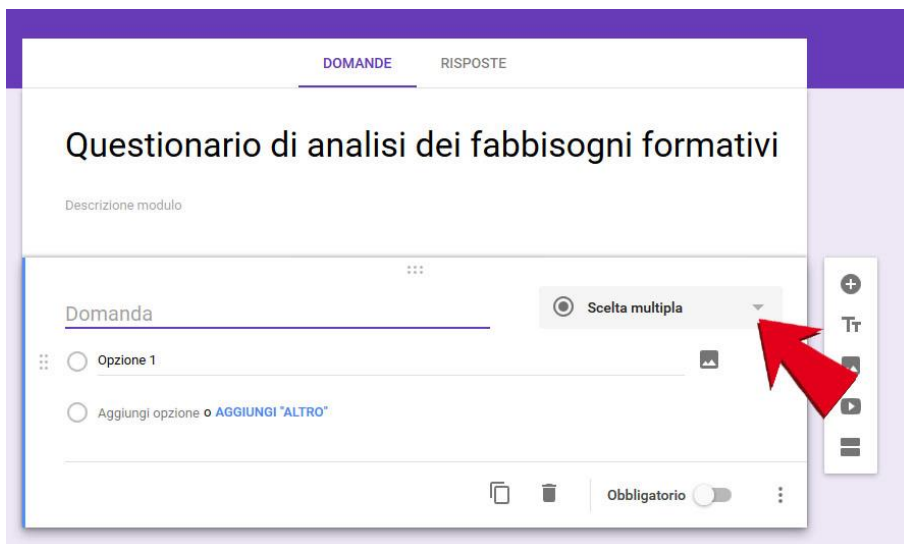 DOMANDE RISPOSTE
Questionario di analisi dei fabbisogni formativi
Descrizione modulo
Domanda
Scelta multipla
Opzione 1
Aggiungi opzione o AGGIUNGI "ALTRO"
Obbligatorio
Tт